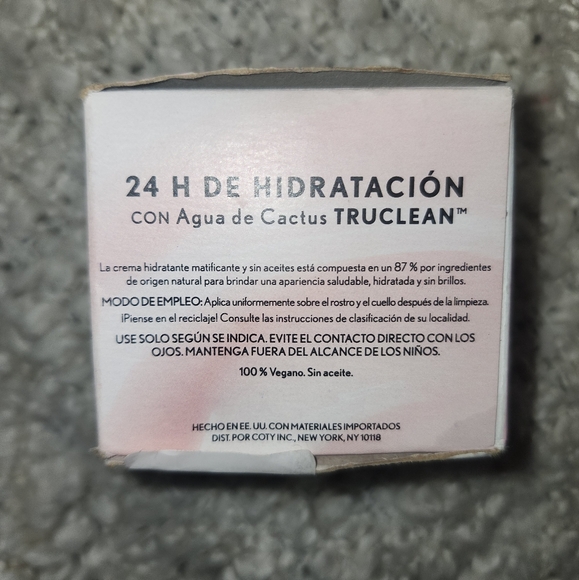 24 H DE HIDRATACIÓN
CON Agua de Cactus TRUCLEAN™
La crema hidratante matificante y sin aceites está compuesta en un 87 % por ingredientes
de origen natural para brindar una apariencia saludable, hidratada y sin brillos.
MODO DE EMPLEO: Aplica uniformemente sobre el rostro y el cuello después de la limpieza.
¡Piense en el reciclaje! Consulte las instrucciones de clasificación de su localidad.
USE SOLO SEGÚN SE INDICA. EVITE EL CONTACTO DIRECTO CON LOS
OJOS. MANTENGA FUERA DEL ALCANCE DE LOS NIÑOS.
100 % Vegano. Sin aceite.
HECHO EN EE. UU. CON MATERIALES IMPORTADOS
DIST. POR COTY INC., NEW YORK, NY 10118